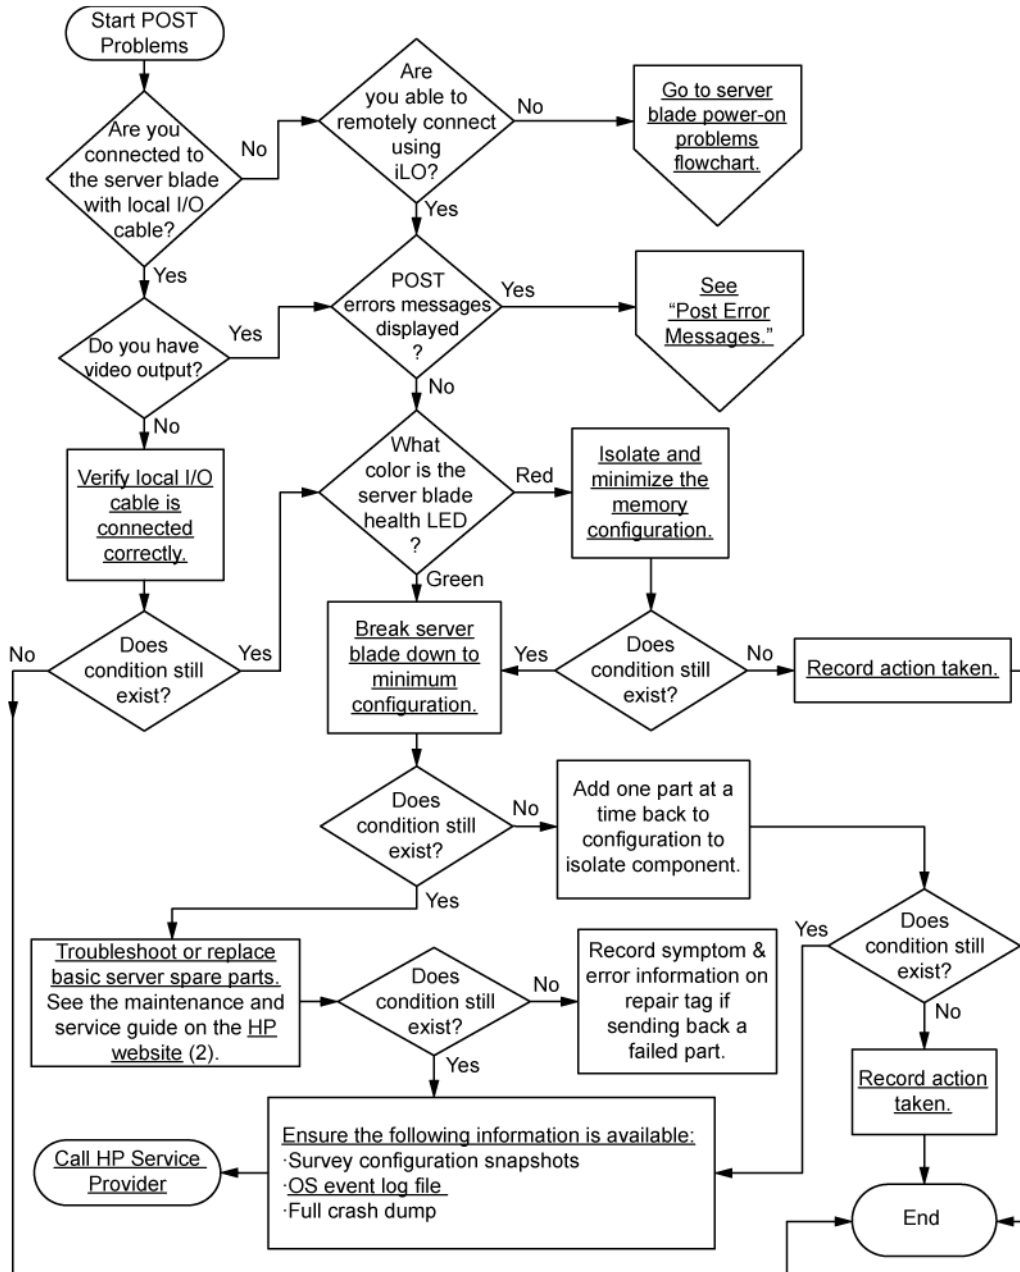 Start POST
Problems
Are you
connected to
the server blade
with local I/O
cable?
No
Yes
Are
you able to
remotely connect
using
iLO?
No
Yes
Go to server
blade power-on
problems
flowchart.
Do you have
video output?
Yes
No
POST
errors messages
displayed
?
Yes
No
See
“Post Error
Messages.”
Verify local I/O
cable is
connected
correctly.
What
color is the
server blade
health LED
?
Red
Green
Isolate and
minimize the
memory
configuration.
Does
condition still
exist?
No
Yes
Break server
blade down to
minimum
configuration.
Does
condition still
exist?
Yes
No
Record action taken.
Does
condition still
exist?
No
Yes
Add one part at a
time back to
configuration to
isolate component.
Does
condition still
exist?
Yes
No
Troubleshoot or replace
basic server spare parts.
See the maintenance and
service guide on the HP
website (2).
Does
condition still
exist?
No
Yes
Record symptom &
error information on
repair tag if
sending back a
failed part.
Record action
taken.
Ensure the following information is available:
·Survey configuration snapshots
·OS event log file
·Full crash dump
Call HP Service
Provider
End